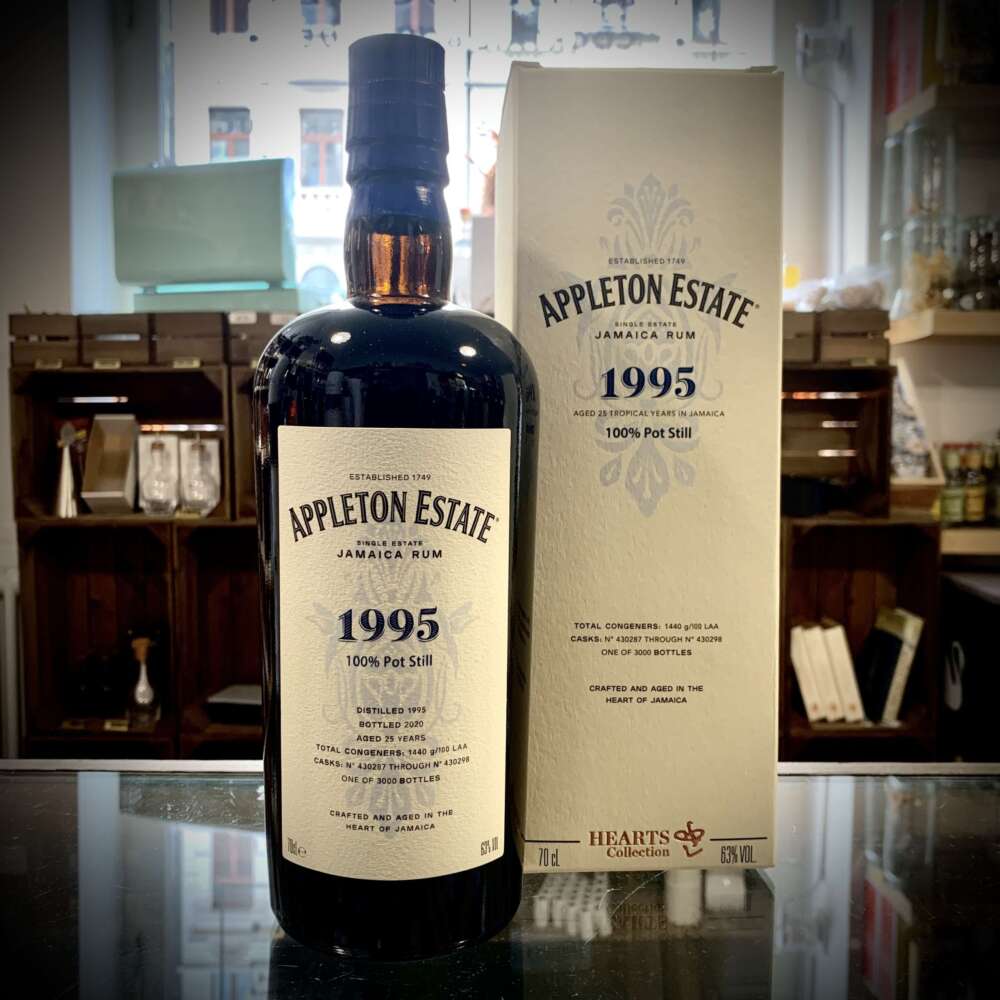 ESTABLISHED 1749
APPLETON ESTATE®
SINGLE ESTATE
JAMAICA RUM
1995
100% Pot Still
DISTILLED 1995
BOTTLED 2020
AGED 25 YEARS
TOTAL CONGENERS: 1440 g/100 LAA
CASKS: N° 430287 THROUGH N° 430298
ONE OF 3000 BOTTLES
CRAFTED AND AGED IN THE
HEART OF JAMAICA
70cl e 63% VOL
ESTABLISHED 1749
APPLETON ESTATE®
SINGLE ESTATE
JAMAICA RUM
1995
AGED 25 TROPICAL YEARS IN JAMAICA
100% Pot Still
TOTAL CONGENERS: 1440 g/100 LAA
CASKS: N° 430287 THROUGH N° 430298
ONE OF 3000 BOTTLES
CRAFTED AND AGED IN THE
HEART OF JAMAICA
HEARTS
Collection
70 cl. 63% VOL.